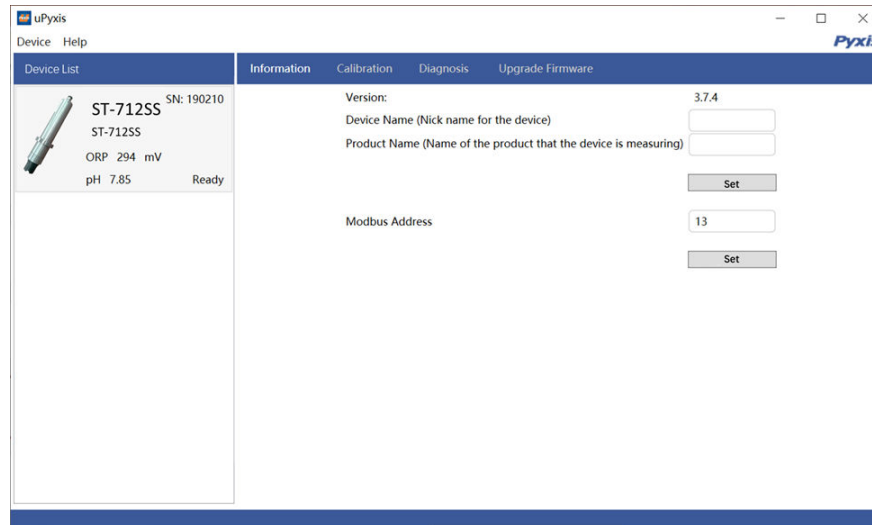 uPyxis
Device Help
Device List
SN: 190210
ST-712SS
ST-712SS
ORP 294 mV
pH 7.85 Ready
Information Calibration Diagnosis Upgrade Firmware
Version: 3.7.4
Device Name (Nick name for the device)
Product Name (Name of the product that the device is measuring)
Set
Modbus Address 13
Set